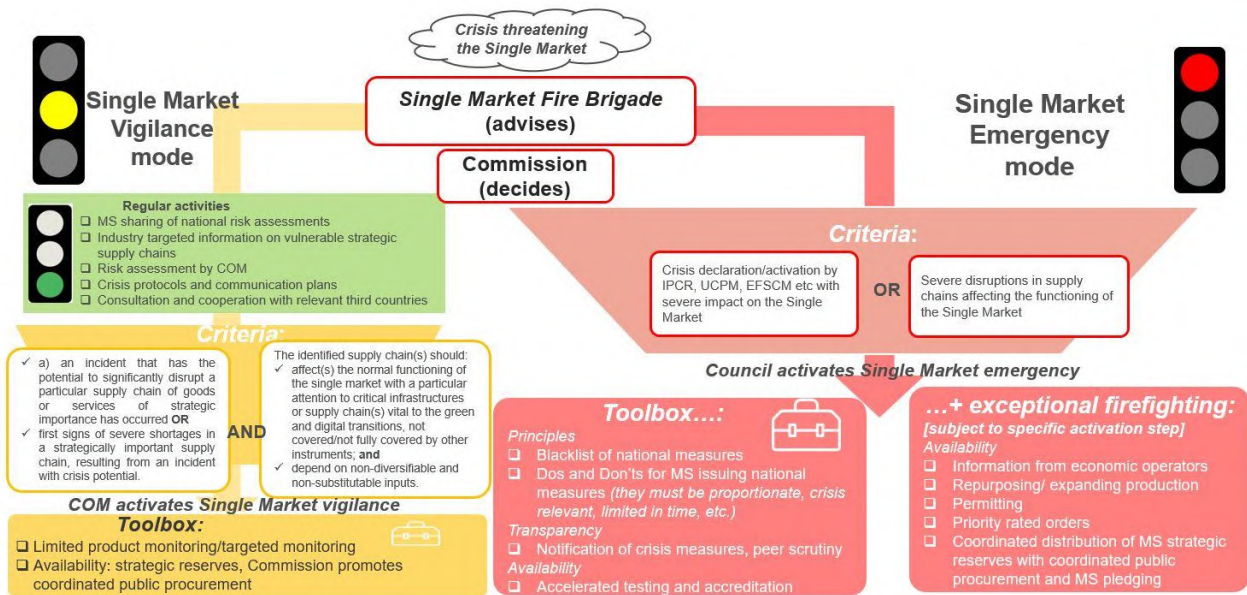 Crisis threatening
the Single Market
Single Market Fire Brigade
(advises)
Commission
(decides)
Single Market
Vigilance
mode
Regular activities
❑ MS sharing of national risk assessments
❑ Industry targeted information on vulnerable strategic
supply chains
❑ Risk assessment by COM
❑ Crisis protocols and communication plans
❑ Consultation and cooperation with relevant third countries
Criteria:
✓ a) an incident that has the
potential to significantly disrupt a
particular supply chain of goods
or services of strategic
importance has occurred OR
✓ first signs of severe shortages in
a strategically important supply
chain, resulting from an incident
with crisis potential.
AND
The identified supply chain(s) should:
✓ affect(s) the normal functioning of
the single market with a particular
attention to critical infrastructures
or supply chain(s) vital to the green
and digital transitions, not
covered/not fully covered by other
instruments; and
✓ depend on non-diversifiable and
non-substitutable inputs.
COM activates Single Market vigilance
Toolbox:
❑ Limited product monitoring/targeted monitoring
❑ Availability: strategic reserves, Commission promotes
coordinated public procurement
Single Market
Emergency
mode
Criteria:
Crisis declaration/activation by
IPCR, UCPM, EFSCM etc with
severe impact on the Single
Market
OR
Severe disruptions in supply
chains affecting the functioning of
the Single Market
Council activates Single Market emergency
Toolbox…:
Principles
❑ Blacklist of national measures
❑ Dos and Don'ts for MS issuing national
measures (they must be proportionate, crisis
relevant, limited in time, etc.)
Transparency
❑ Notification of crisis measures, peer scrutiny
Availability
❑ Accelerated testing and accreditation
…+ exceptional firefighting:
[subject to specific activation step]
Availability
❑ Information from economic operators
❑ Repurposing/ expanding production
❑ Permitting
❑ Priority rated orders
❑ Coordinated distribution of MS strategic
reserves with coordinated public
procurement and MS pledging